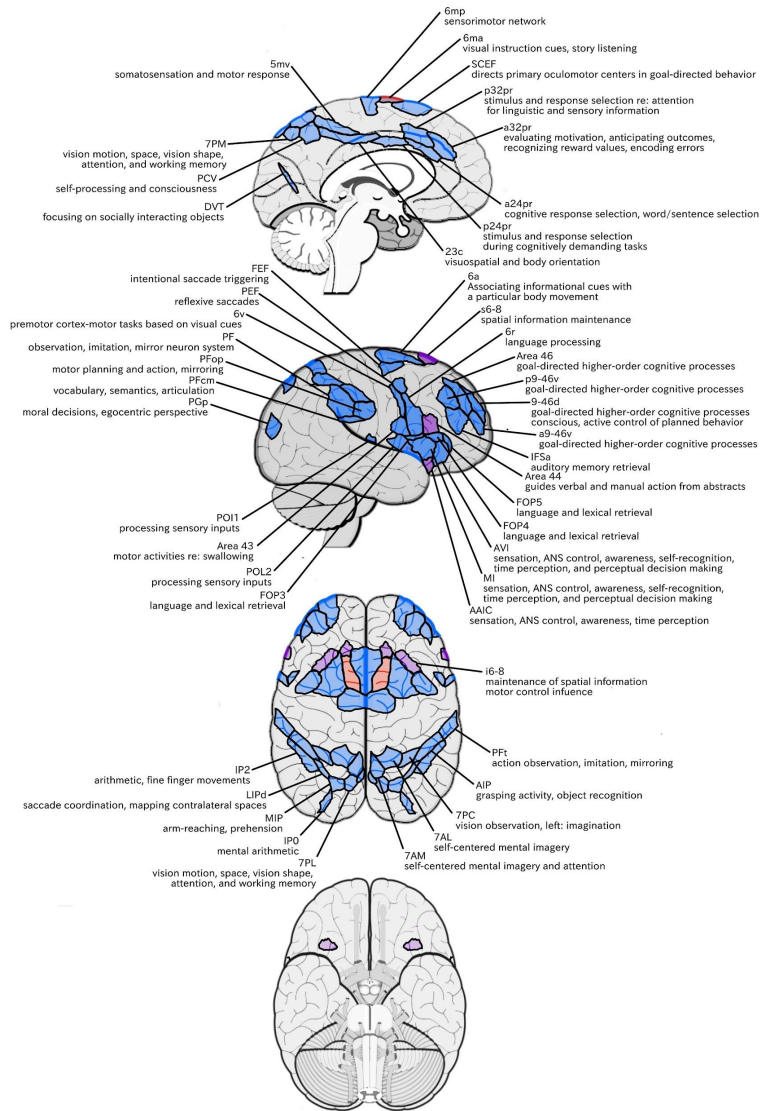 6mp
sensorimotor network
6ma
visual instruction cues, story listening
5mv
somatosensation and motor response
SCEF
directs primary oculomotor centers in goal-directed behavior
p32pr
stimulus and response selection re: attention
for linguistic and sensory information
a32pr
evaluating motivation, anticipating outcomes,
recognizing reward values, encoding errors
7PM
vision motion, space, vision shape,
attention, and working memory
PCV
self-processing and consciousness
DVT
focusing on socially interacting objects
a24pr
cognitive response selection, word/sentence selection
p24pr
stimulus and response selection
during cognitively demanding tasks
23c
visuospatial and body orientation
FEF
intentional saccade triggering
PEF
reflexive saccades
6v
premotor cortex-motor tasks based on visual cues
PF
observation, imitation, mirror neuron system
PFop
motor planning and action, mirroring
PFcm
vocabulary, semantics, articulation
PGp
moral decisions, egocentric perspective
6a
Associating informational cues with
a particular body movement
s6-8
spatial information maintenance
6r
language processing
Area 46
goal-directed higher-order cognitive processes
p9-46v
goal-directed higher-order cognitive processes
9-46d
goal-directed higher-order cognitive processes
conscious, active control of planned behavior
a9-46v
goal-directed higher-order cognitive processes
IFSa
auditory memory retrieval
Area 44
guides verbal and manual action from abstracts
FOP5
language and lexical retrieval
FOP4
language and lexical retrieval
AVI
sensation, ANS control, awareness, self-recognition,
time perception, and perceptual decision making
MI
sensation, ANS control, awareness, self-recognition,
time perception, and perceptual decision making
AAIC
sensation, ANS control, awareness, time perception
POI1
processing sensory inputs
Area 43
motor activities re: swallowing
POL2
processing sensory inputs
FOP3
language and lexical retrieval
i6-8
maintenance of spatial information
motor control infuence
PFt
action observation, imitation, mirroring
AIP
grasping activity, object recognition
7PC
vision observation, left: imagination
7AL
self-centered mental imagery
7AM
self-centered mental imagery and attention
IP2
arithmetic, fine finger movements
LIPd
saccade coordination, mapping contralateral spaces
MIP
arm-reaching, prehension
IP0
mental arithmetic
7PL
vision motion, space, vision shape,
attention, and working memory